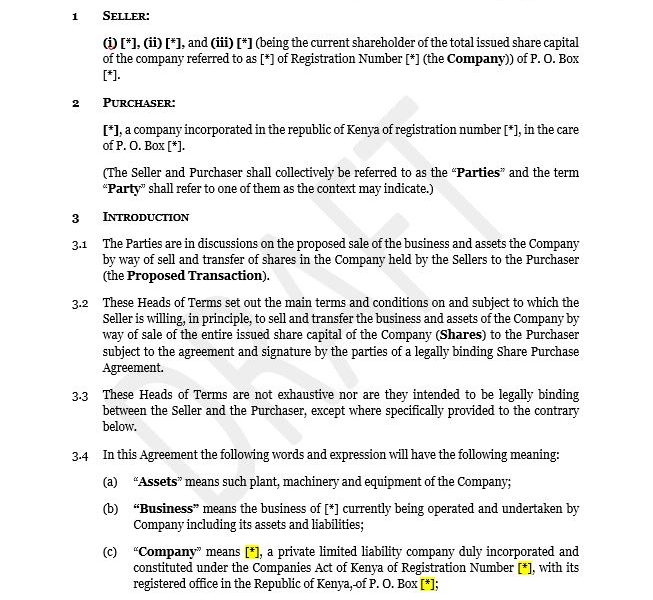 1 SELLER:
(i) [*], (ii) [*], and (iii) [*] (being the current shareholder of the total issued share capital
of the company referred to as [*] of Registration Number [*] (the Company)) of P. O. Box
[*].
2 PURCHASER:
[*], a company incorporated in the republic of Kenya of registration number [*], in the care
of P. O. Box [*].
(The Seller and Purchaser shall collectively be referred to as the “Parties” and the term
“Party” shall refer to one of them as the context may indicate.)
3 INTRODUCTION
3.1 The Parties are in discussions on the proposed sale of the business and assets the Company
by way of sell and transfer of shares in the Company held by the Sellers to the Purchaser
(the Proposed Transaction).
3.2 These Heads of Terms set out the main terms and conditions on and subject to which the
Seller is willing, in principle, to sell and transfer the business and assets of the Company by
way of sale of the entire issued share capital of the Company (Shares) to the Purchaser
subject to the agreement and signature by the parties of a legally binding Share Purchase
Agreement.
3.3 These Heads of Terms are not exhaustive nor are they intended to be legally binding
between the Seller and the Purchaser, except where specifically provided to the contrary
below.
3.4 In this Agreement the following words and expression will have the following meaning:
(a) “Assets” means such plant, machinery and equipment of the Company;
(b) “Business” means the business of [*] currently being operated and undertaken by
Company including its assets and liabilities;
(c) “Company” means [*], a private limited liability company duly incorporated and
constituted under the Companies Act of Kenya of Registration Number [*], with its
registered office in the Republic of Kenya,-of P. O. Box [*];
DRAFT